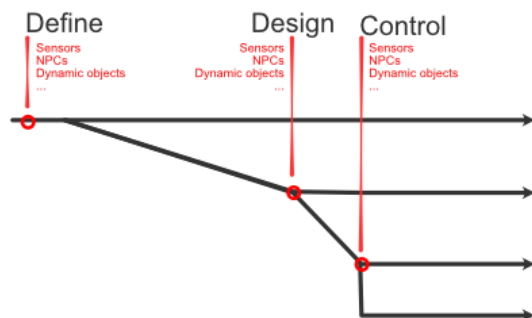 Define
Sensors
NPCs
Dynamic objects
...
Design
Sensors
NPCs
Dynamic objects
...
Control
Sensors
NPCs
Dynamic objects
...